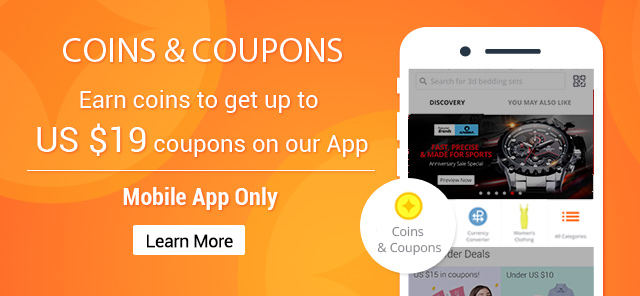 COINS & COUPONS
Earn coins to get up to
US $19 coupons on our App
Mobile App Only
Learn More
Search for 3d bedding sets
DISCOVERY
YOU MAY ALSO LIKE
FAST, PRECISE
& MADE FOR SPORTS
Anniversary Sale Special
Preview Now
Coins
& Coupons
Currency
Converter
Women's
Clothing
All Categories
der Deals
US $15 in coupons!
Under US $10